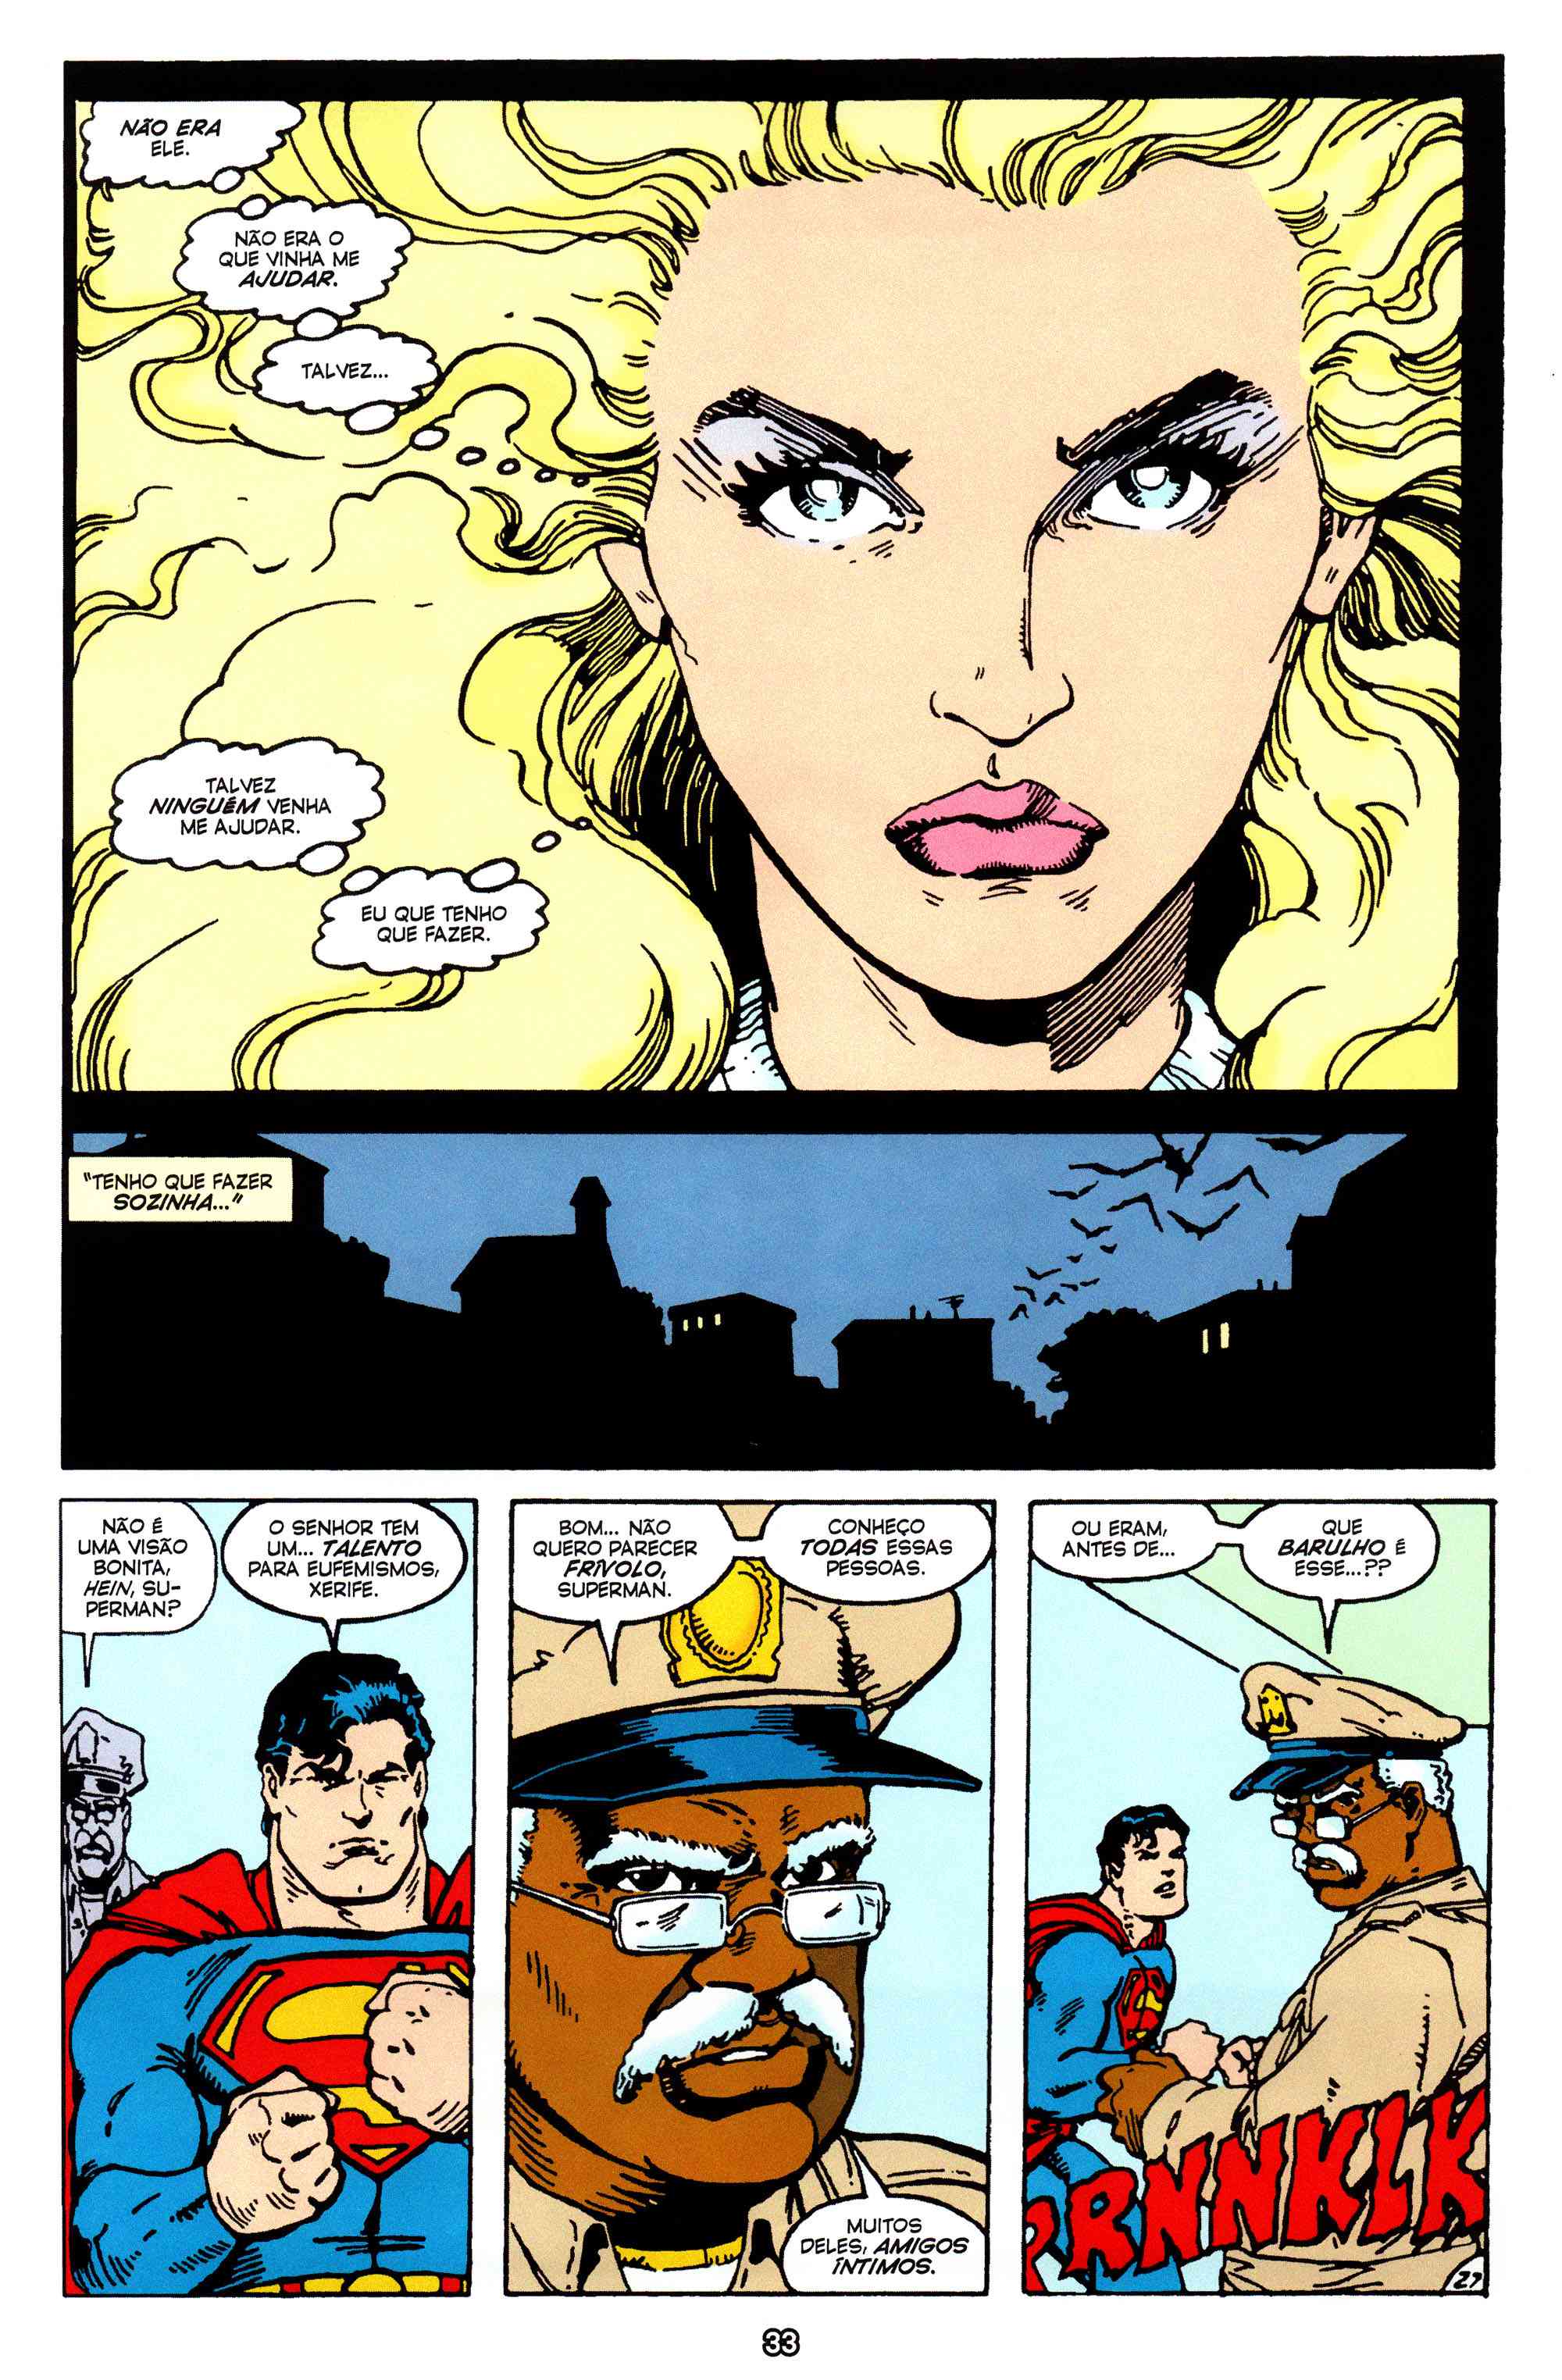 NÃO ERA
ELE.
NÃO ERA O
QUE VINHA ME
AJUDAR.
TALVEZ...
TALVEZ
NINGUÉM VENHA
ME AJUDAR.
EU QUE TENHO
QUE FAZER.
"TENHO QUE FAZER
SOZINHA..."
NÃO É
UMA VISÃO
BONITA,
HEIN, SU-
PERMAN?
O SENHOR TEM
UM... TALENTO
PARA EUFEMISMOS,
XERIFE.
BOM... NÃO
QUERO PARECER
FRÍVOLO,
SUPERMAN.
CONHEÇO
TODAS ESSAS
PESSOAS.
MUITOS
DELES, AMIGOS
ÍNTIMOS.
OU ERAM,
ANTES DE...
QUE
BARULHO É
ESSE...??
RRNNKLK
27
33